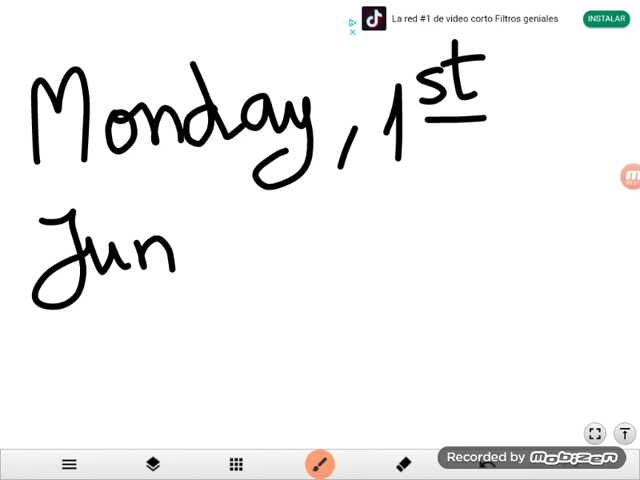 La red #1 de video corto Filtros geniales
INSTALAR
Monday, 1st
Jun
Recorded by mobizen